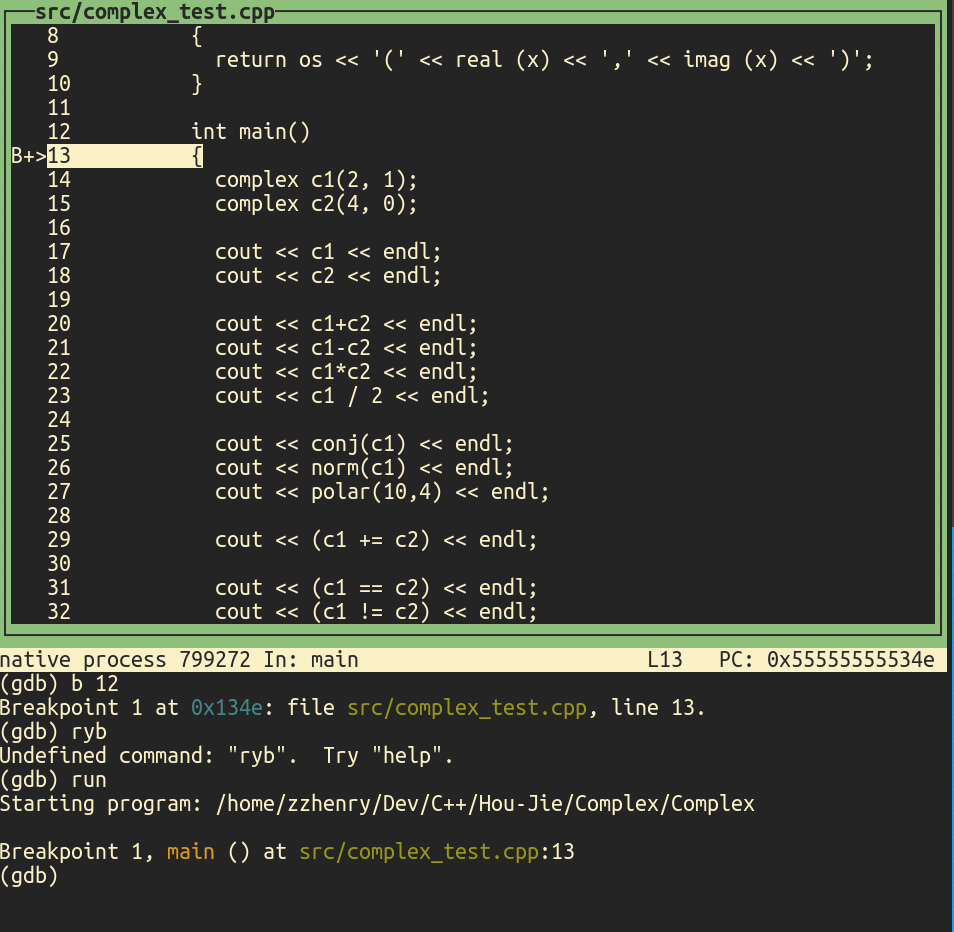 src/complex_test.cpp
8 {
9 return os << '(' << real (x) << ',' << imag (x) << ')';
10 }
11
12 int main()
B+>13 {
14 complex c1(2, 1);
15 complex c2(4, 0);
16
17 cout << c1 << endl;
18 cout << c2 << endl;
19
20 cout << c1+c2 << endl;
21 cout << c1-c2 << endl;
22 cout << c1*c2 << endl;
23 cout << c1 / 2 << endl;
24
25 cout << conj(c1) << endl;
26 cout << norm(c1) << endl;
27 cout << polar(10,4) << endl;
28
29 cout << (c1 += c2) << endl;
30
31 cout << (c1 == c2) << endl;
32 cout << (c1 != c2) << endl;
native process 799272 In: main L13 PC: 0x55555555534e
(gdb) b 12
Breakpoint 1 at 0x134e: file src/complex_test.cpp, line 13.
(gdb) ryb
Undefined command: "ryb".  Try "help".
(gdb) run
Starting program: /home/zzhenry/Dev/C++/Hou-Jie/Complex/Complex
Breakpoint 1, main () at src/complex_test.cpp:13
(gdb)